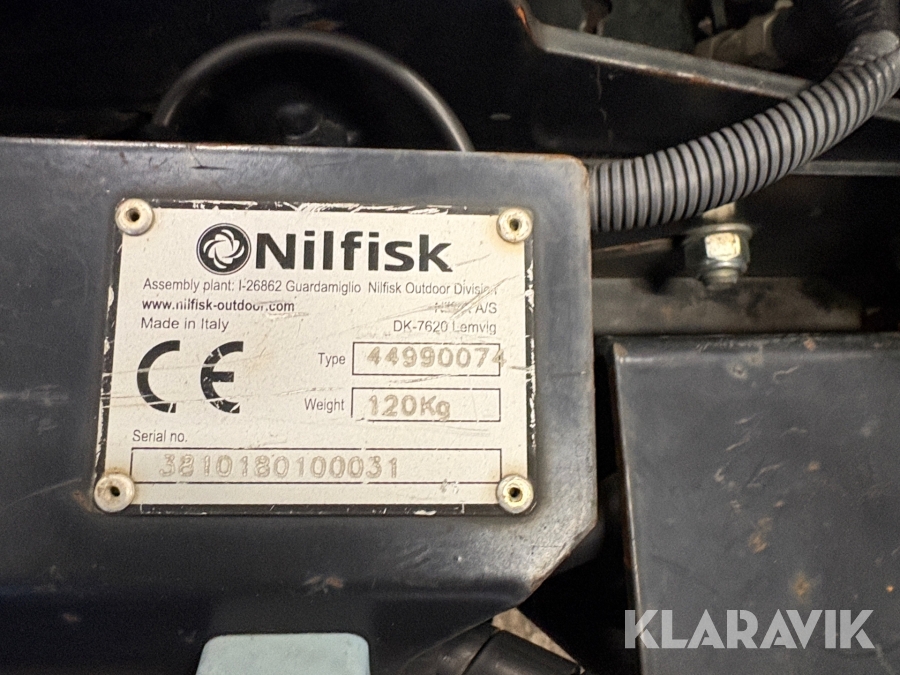 Nilfisk
Assembly plant: I-26862 Guardamiglio Nilfisk Outdoor Division
www.nilfisk-outdoor.com A/S
Made in Italy DK-7620 Lemvig
CE
Type 44990074
Weight 120Kg
Serial no.
3810180100031
KLARAVIK